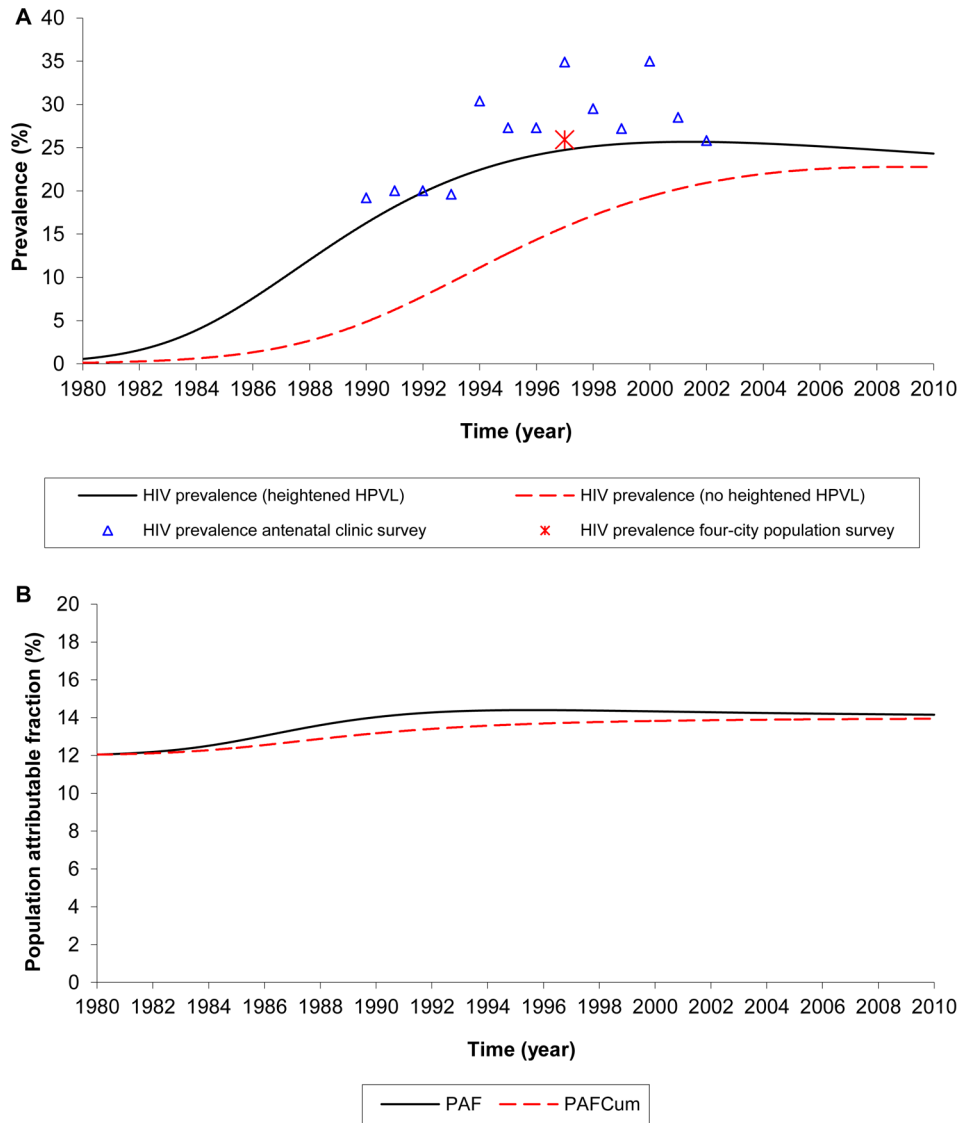 A
Prevalence (%)
40
35
30
25
20
15
10
5
0
1980 1982 1984 1986 1988 1990 1992 1994 1996 1998 2000 2002 2004 2006 2008 2010
Time (year)
HIV prevalence (heightened HPVL)
HIV prevalence (no heightened HPVL)
HIV prevalence antenatal clinic survey
HIV prevalence four-city population survey
B
Population attributable fraction (%)
20
18
16
14
12
10
8
6
4
2
0
1980 1982 1984 1986 1988 1990 1992 1994 1996 1998 2000 2002 2004 2006 2008 2010
Time (year)
PAF
PAFCum